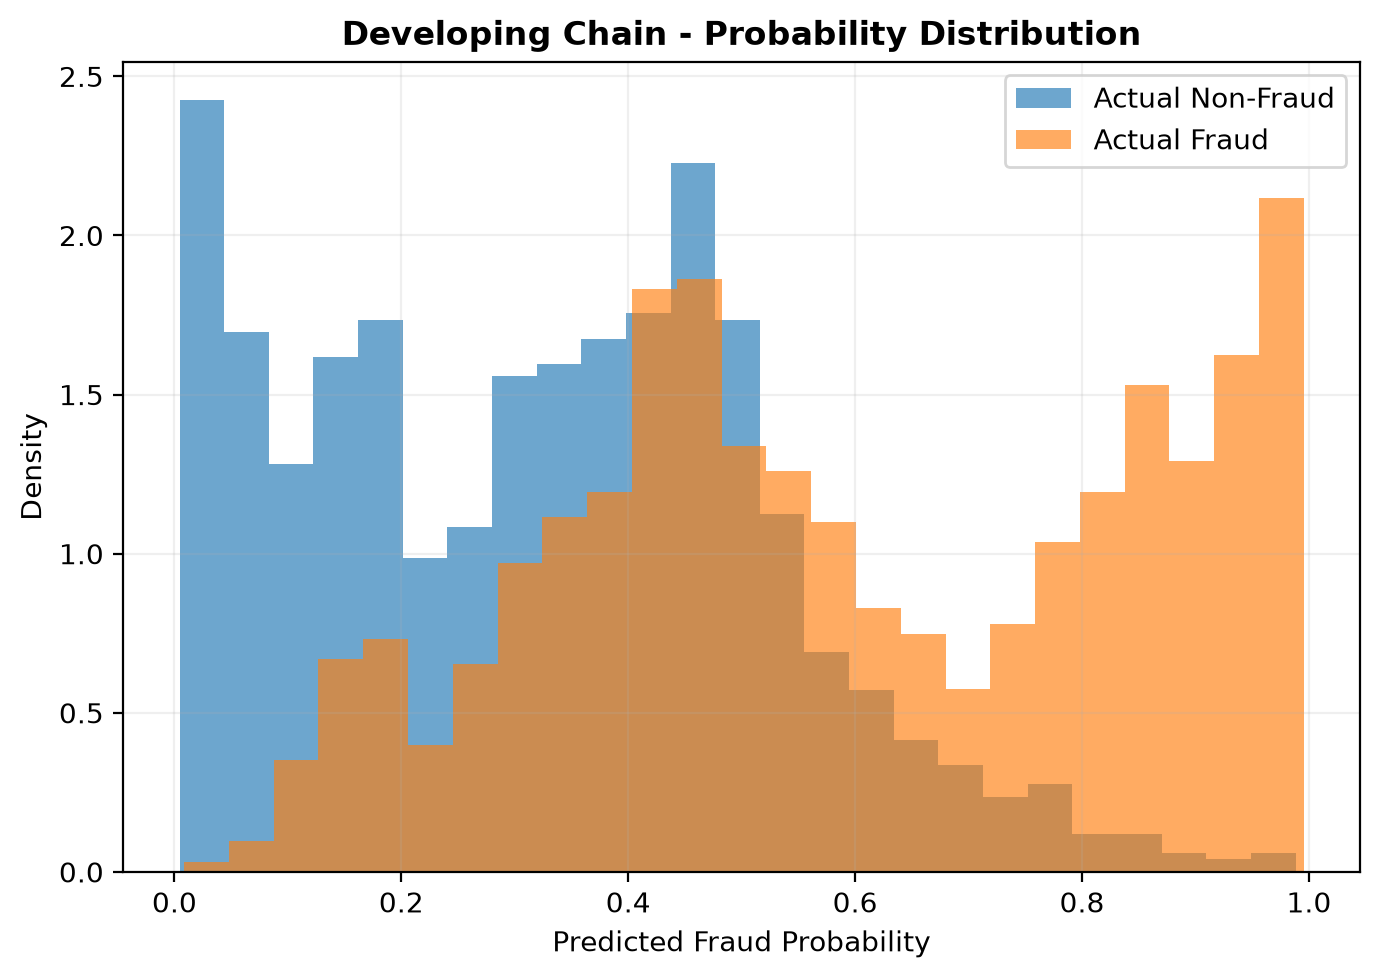 Developing Chain - Probability Distribution
Actual Non-Fraud
Actual Fraud
Density
2.5
2.0
1.5
1.0
0.5
0.0
0.0 0.2 0.4 0.6 0.8 1.0
Predicted Fraud Probability